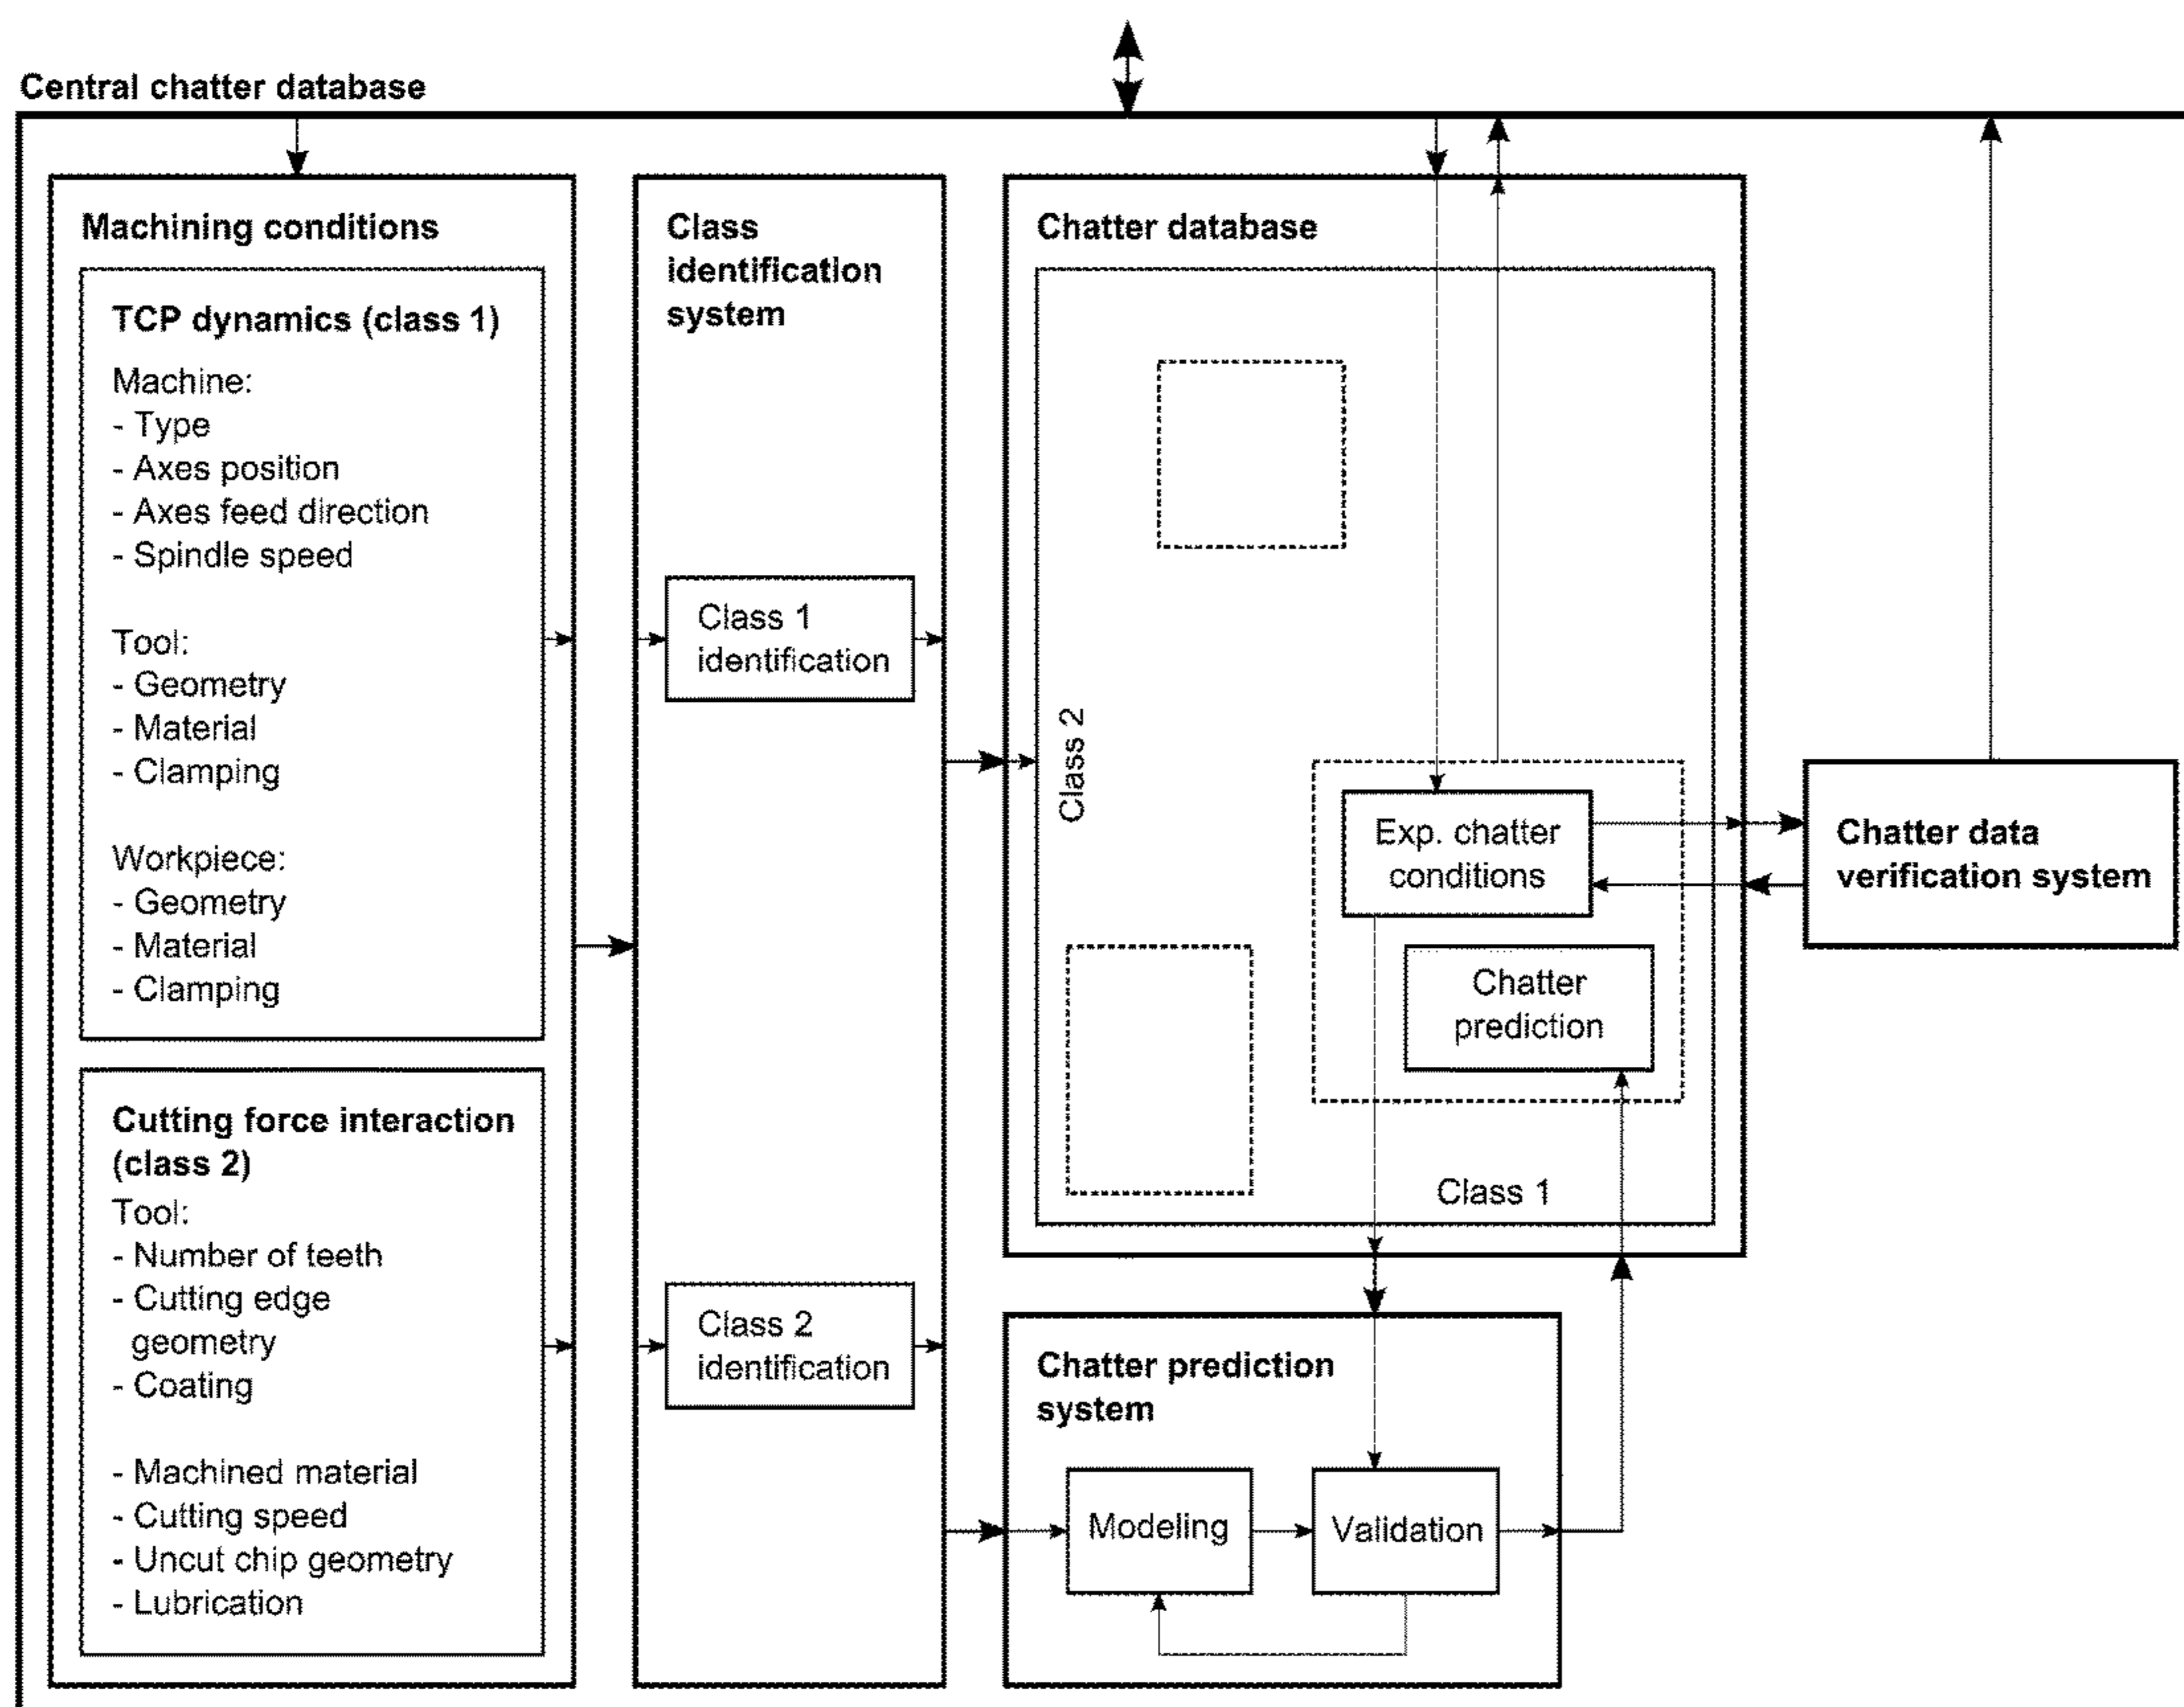 Central chatter database
Machining conditions
TCP dynamics (class 1)
Machine:
- Type
- Axes position
- Axes feed direction
- Spindle speed
Tool:
- Geometry
- Material
- Clamping
Workpiece:
- Geometry
- Material
- Clamping
Cutting force interaction
(class 2)
Tool:
- Number of teeth
- Cutting edge
geometry
- Coating
- Machined material
- Cutting speed
- Uncut chip geometry
- Lubrication
Class
identification
system
Class 1
identification
Class 2
identification
Chatter database
Class 2
Exp. chatter
conditions
Chatter
prediction
Class 1
Chatter data
verification system
Chatter prediction
system
Modeling
Validation